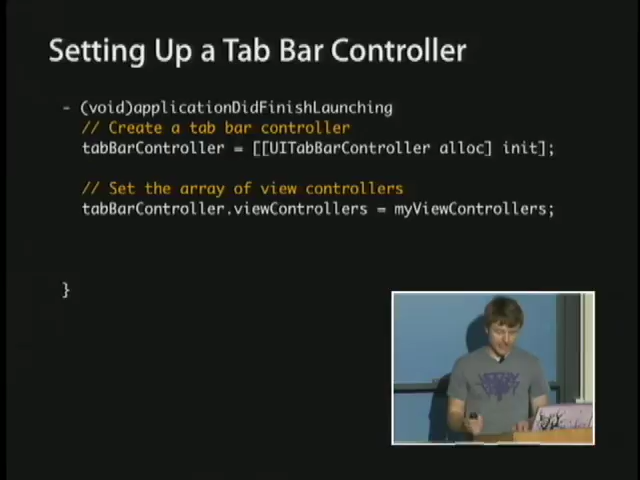 Setting Up a Tab Bar Controller
- (void)applicationDidFinishLaunching
// Create a tab bar controller
tabBarController = [[UITabBarController alloc] init];
// Set the array of view controllers
tabBarController.viewControllers = myViewControllers;
}